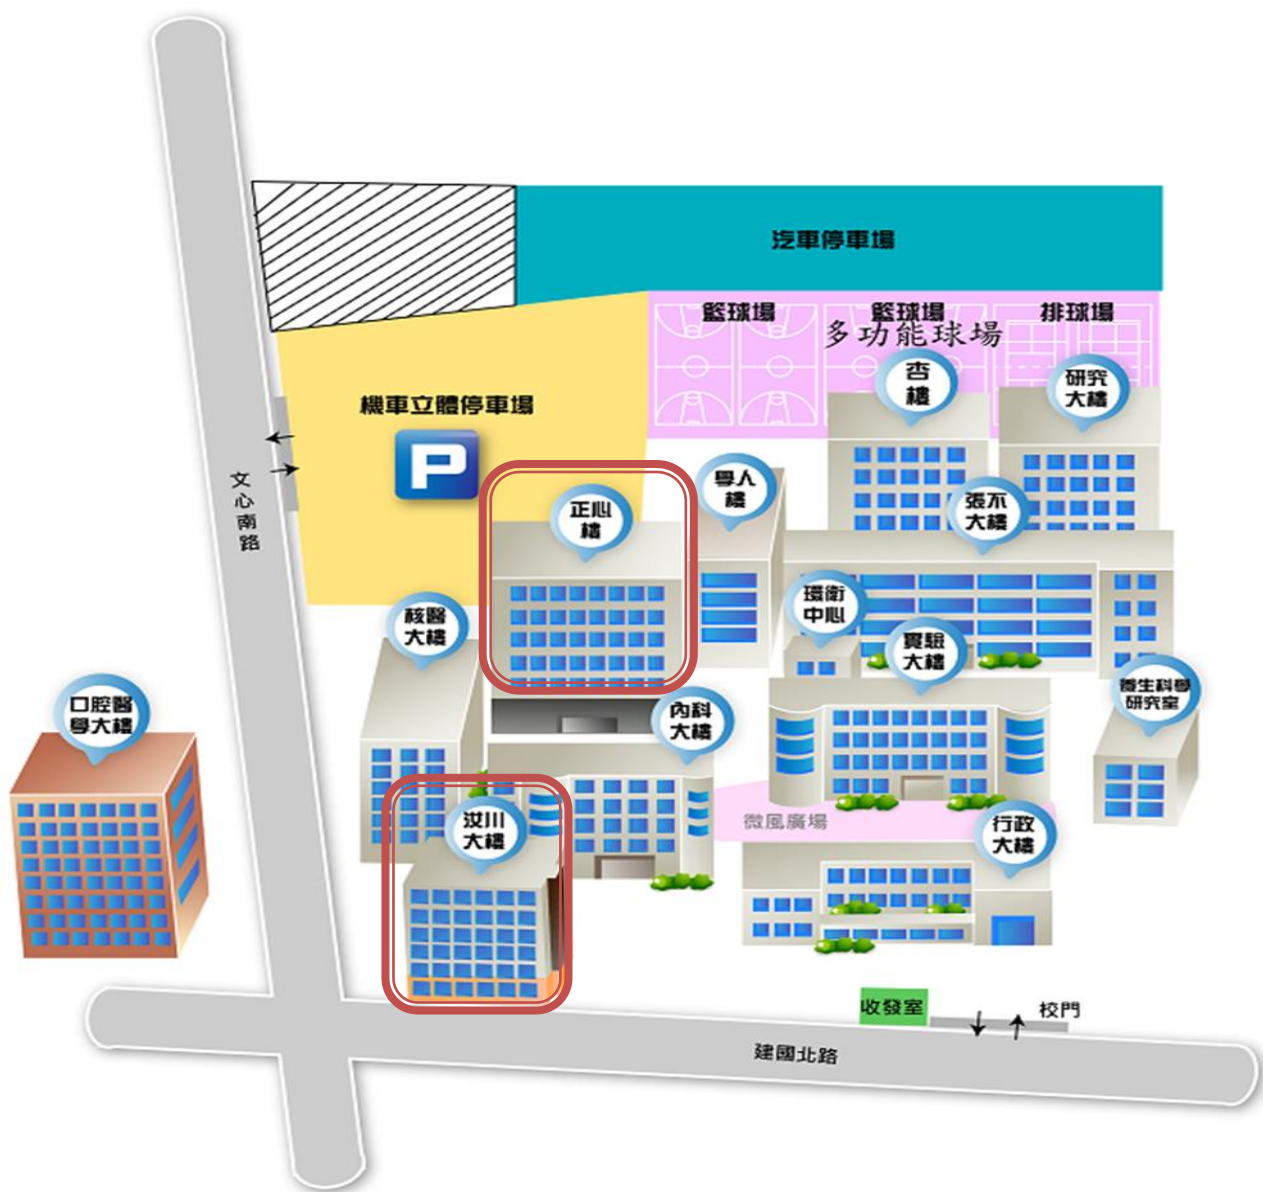 汽車停車場
籃球場
籃球場
排球場
多功能球場
杏
樓
研究
大樓
機車立體停車場
P
文心南路
學人
樓
正心
樓
張不
大樓
環衛
中心
核醫
大樓
實驗
大樓
養生科學
研究室
口腔醫
學大樓
內科
大樓
汝川
大樓
微風廣場
行政
大樓
收發室
校門
建國北路